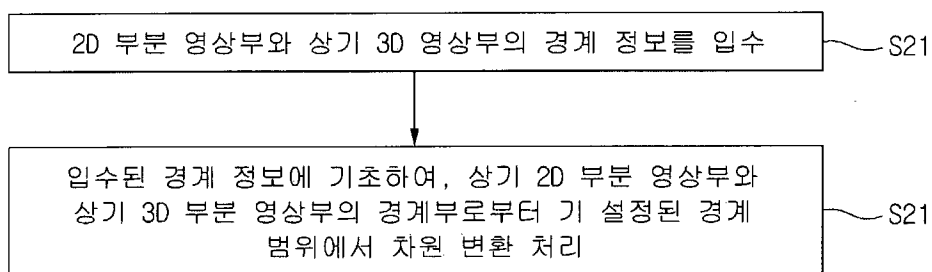 2D 부분 영상부와 상기 3D 영상부의 경계 정보를 입수
S21
입수된 경계 정보에 기초하여, 상기 2D 부분 영상부와
상기 3D 부분 영상부의 경계부로부터 기 설정된 경계
범위에서 차원 변환 처리
S21